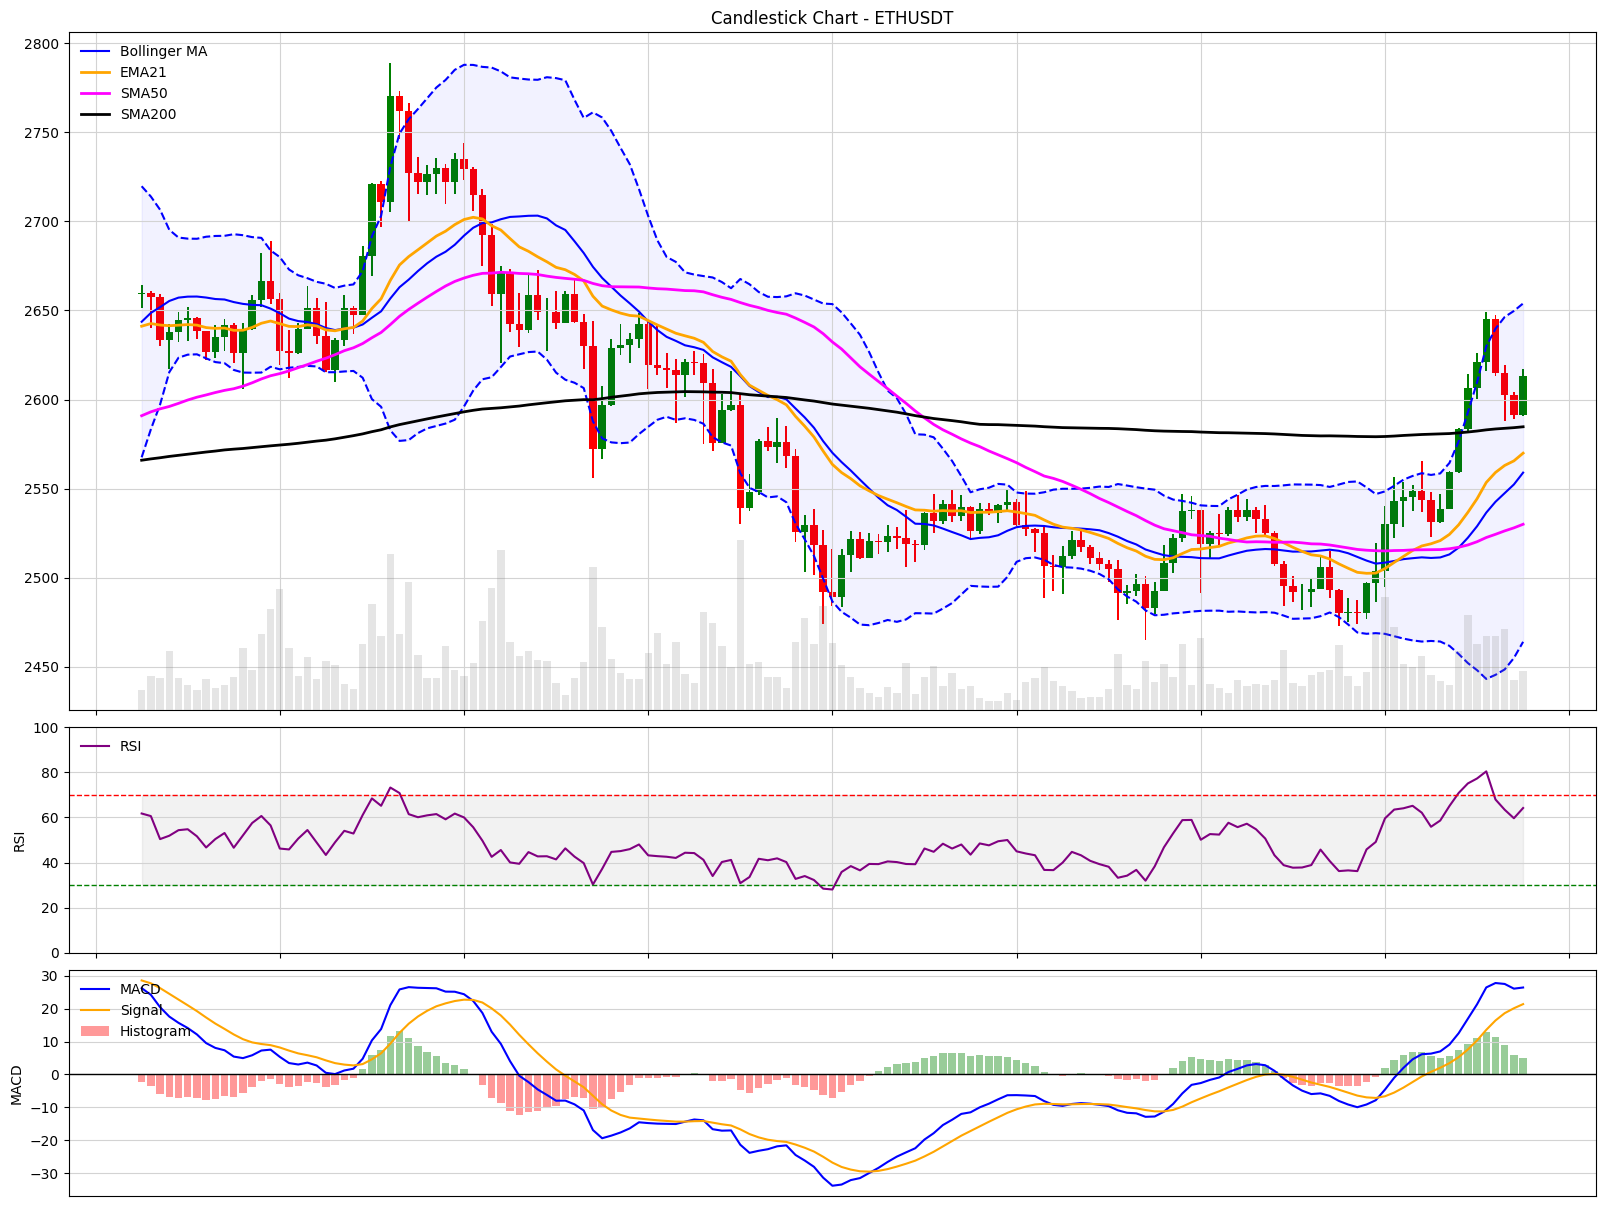 Candlestick Chart - ETHUSDT
Bollinger MA
EMA21
SMA50
SMA200
2800
2750
2700
2650
2600
2550
2500
2450
RSI
RSI
100
80
60
40
20
0
MACD
Signal
Histogram
MACD
30
20
10
0
−10
−20
−30